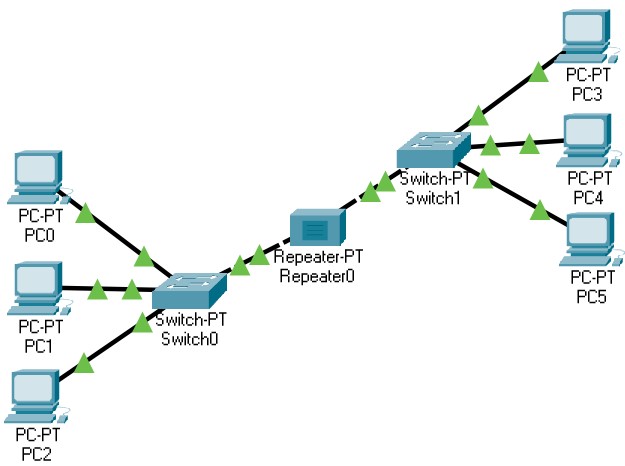 PC-PT
PC3
PC-PT
PC4
Switch-PT
Switch1
PC-PT
PC0
Repeater-PT
Repeater0
PC-PT
PC5
PC-PT
PC1
Switch-PT
Switch0
PC-PT
PC2